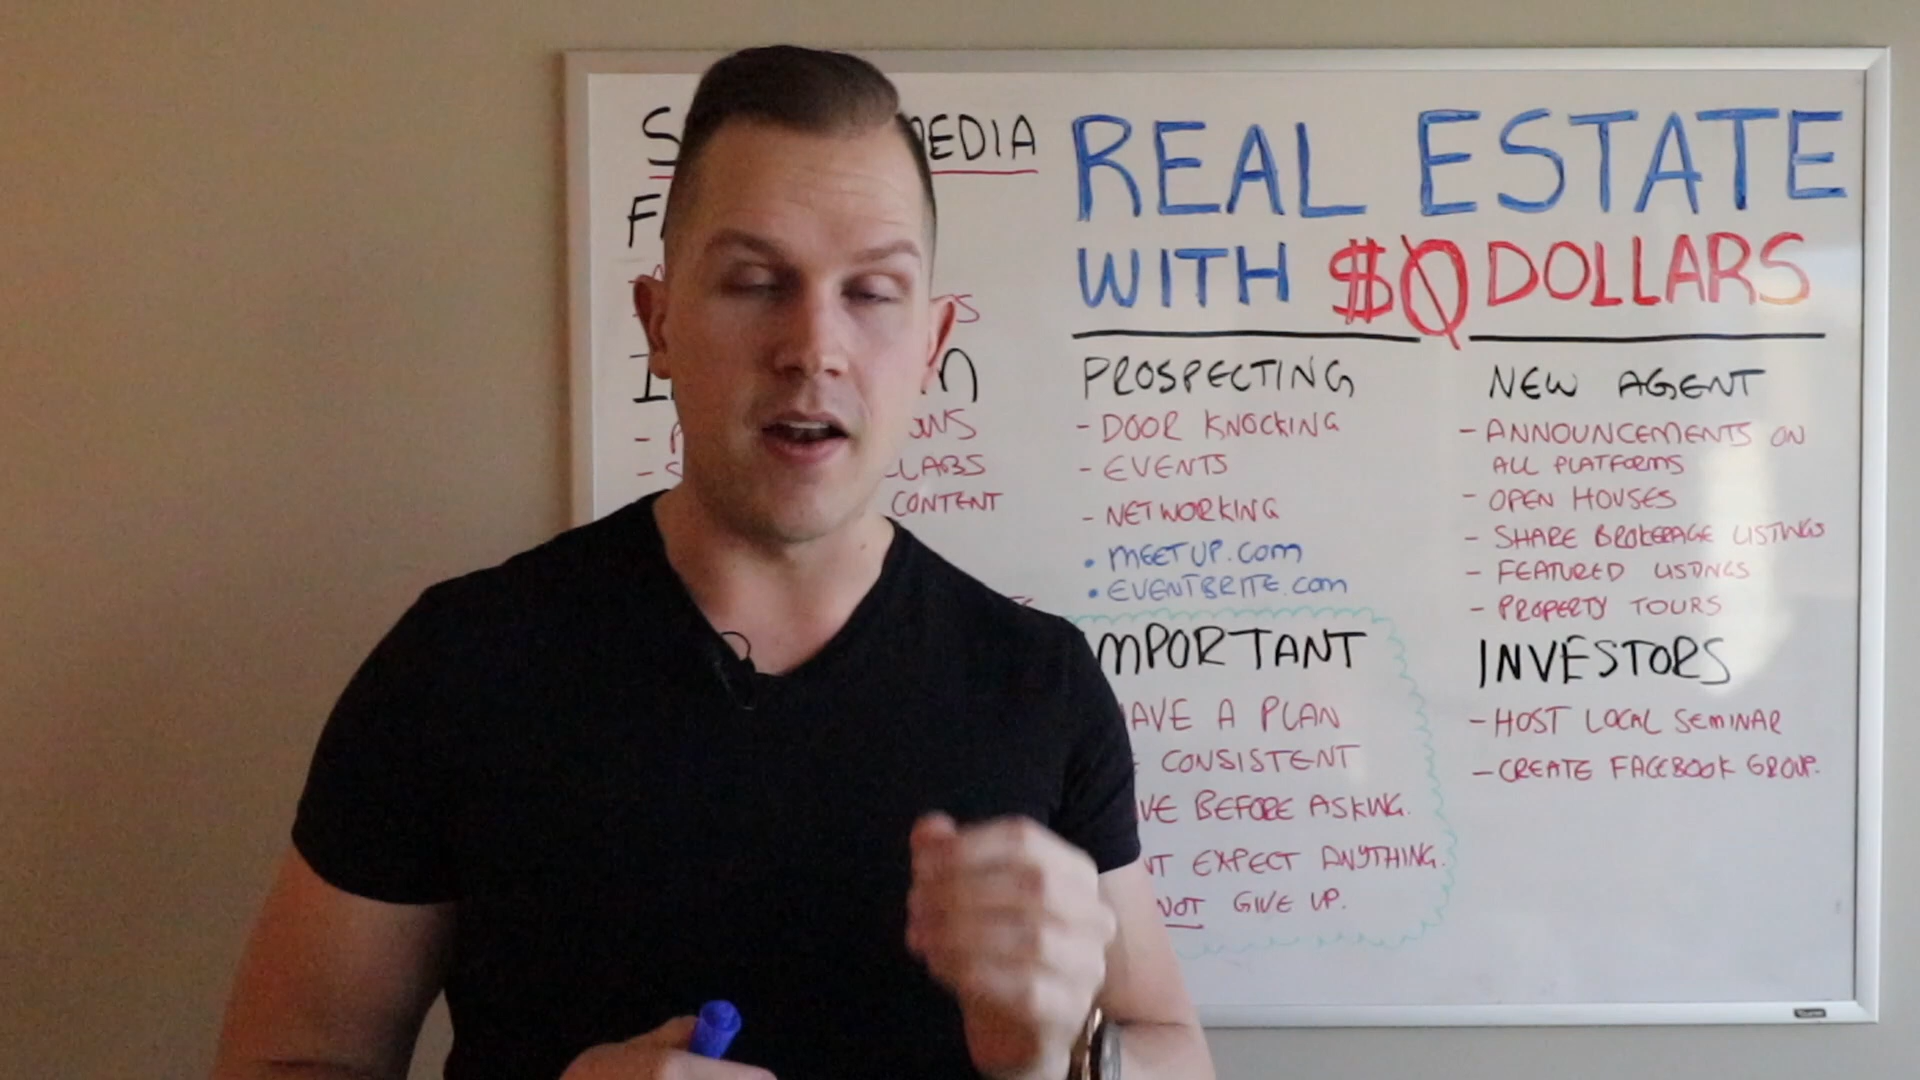 EDIA
CONTENT
REAL ESTATE
WITH $0 DOLLARS
PROSPECTING
- DOOR KNOCKING
- EVENTS
- NETWORKING
• MEETUP.COM
• EVENTBRITE.COM
MPORTANT
AVE A PLAN
CONSISTENT
VE BEFORE ASKING.
NT EXPECT ANYTHING.
NOT GIVE UP.
NEW AGENT
- ANNOUNCEMENTS ON
ALL PLATFORMS
- OPEN HOUSES
- SHARE BROKERAGE LISTINGS
- FEATURED LISTINGS
- PROPERTY TOURS
INVESTORS
- HOST LOCAL SEMINAR
- CREATE FACEBOOK GROUP.